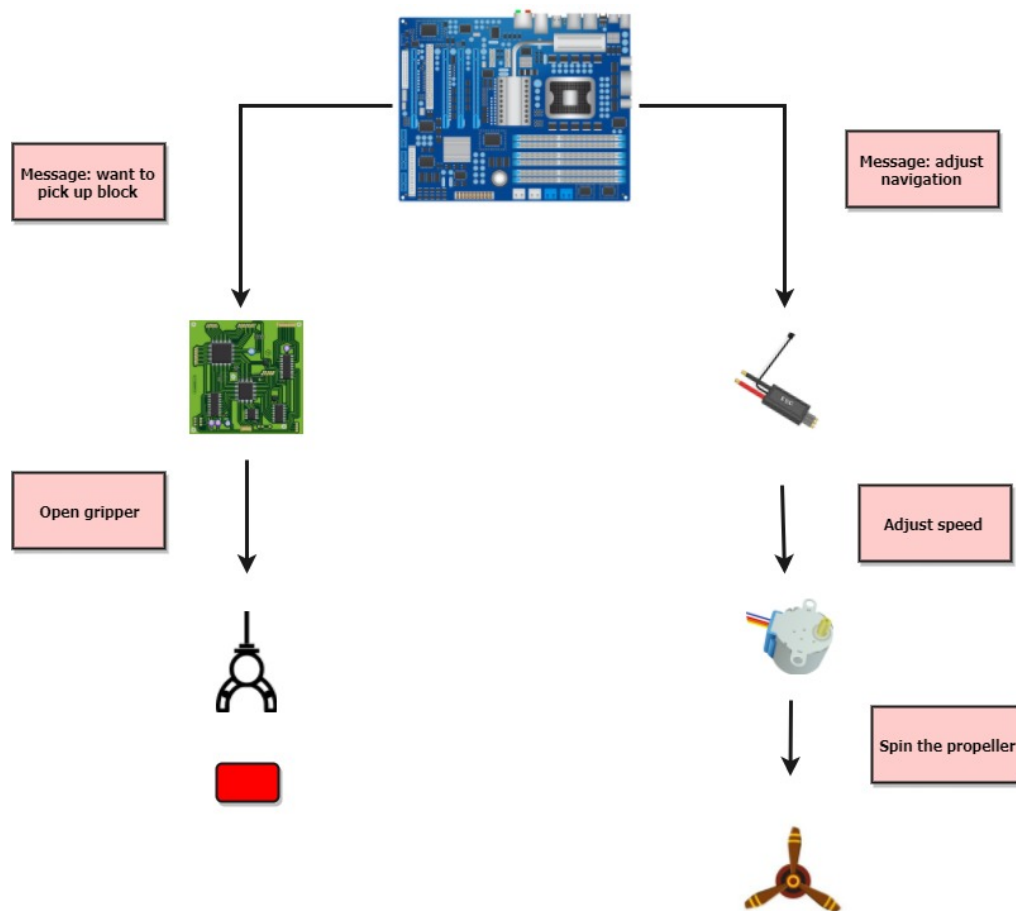 Message: want to
pick up block
Message: adjust
navigation
Open gripper
Adjust speed
Spin the propeller